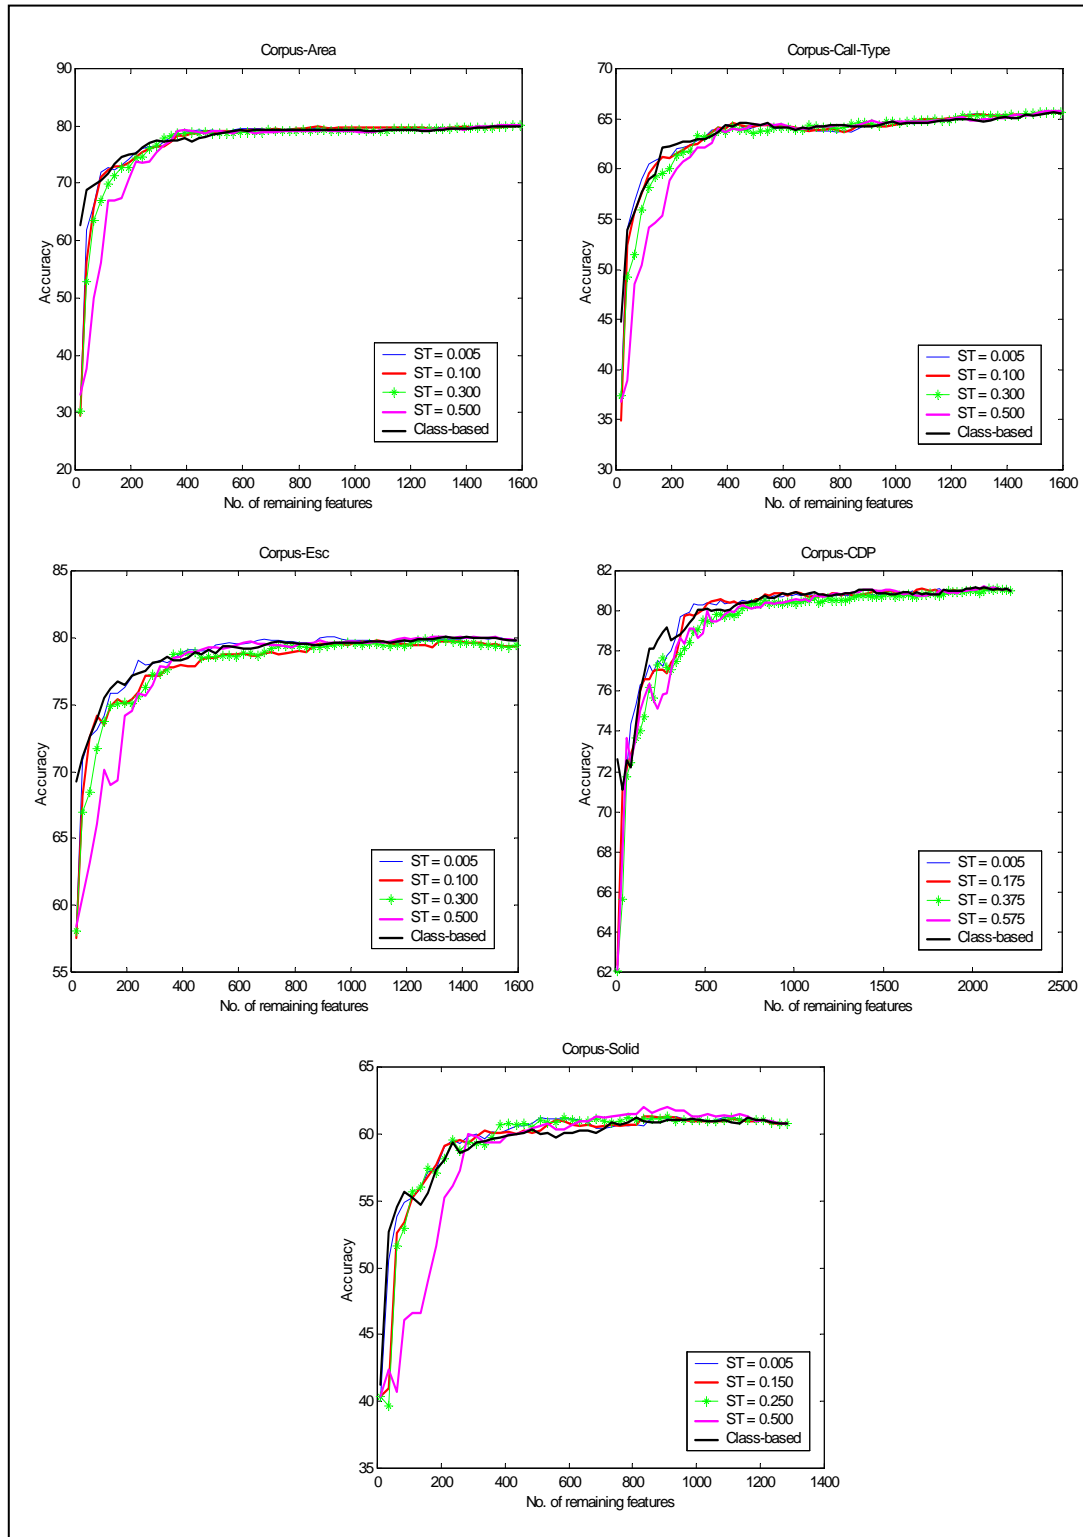 Corpus-Area
90
80
70
60
50
40
30
20
Accuracy
ST = 0.005
ST = 0.100
ST = 0.300
ST = 0.500
Class-based
0 200 400 600 800 1000 1200 1400 1600
No. of remaining features
Corpus-Call-Type
70
65
60
55
50
45
40
35
30
Accuracy
ST = 0.005
ST = 0.100
ST = 0.300
ST = 0.500
Class-based
0 200 400 600 800 1000 1200 1400 1600
No. of remaining features
Corpus-Esc
85
80
75
70
65
60
55
Accuracy
ST = 0.005
ST = 0.100
ST = 0.300
ST = 0.500
Class-based
0 200 400 600 800 1000 1200 1400 1600
No. of remaining features
Corpus-CDP
82
80
78
76
74
72
70
68
66
64
62
Accuracy
ST = 0.005
ST = 0.175
ST = 0.375
ST = 0.575
Class-based
0 500 1000 1500 2000 2500
No. of remaining features
Corpus-Solid
65
60
55
50
45
40
35
Accuracy
ST = 0.005
ST = 0.150
ST = 0.250
ST = 0.500
Class-based
0 200 400 600 800 1000 1200 1400
No. of remaining features